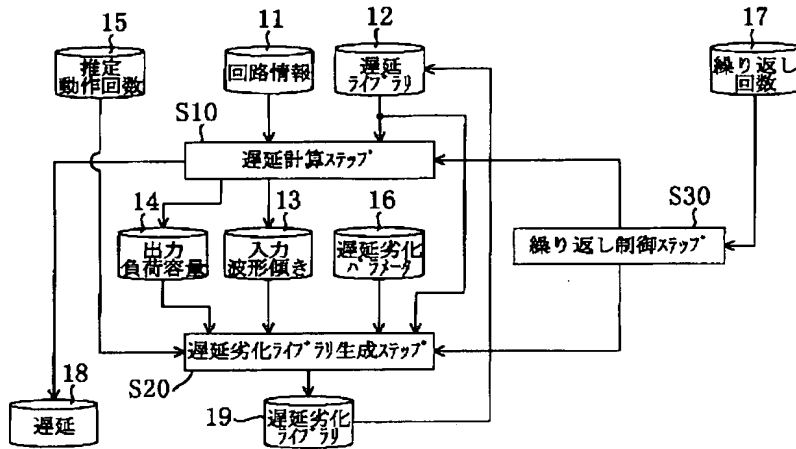 15
推定
動作回数
11
回路情報
12
遅延
ライブラリ
17
繰り返し
回数
S10
遅延計算ステップ
14
出力
負荷容量
13
入力
波形傾き
16
遅延劣化
パラメータ
S30
繰り返し制御ステップ
遅延劣化ライブラリ生成ステップ
S20
18
遅延
19
遅延劣化
ライブラリ